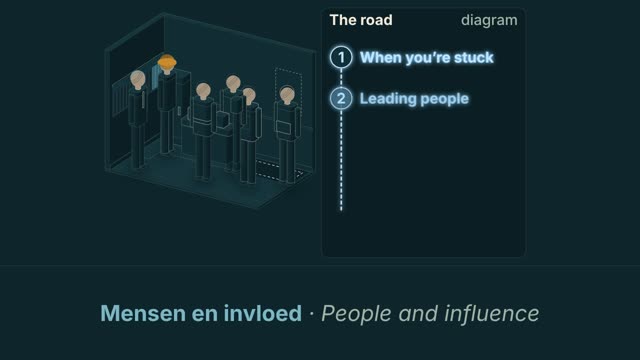 The road
diagram
1 When you're stuck
2 Leading people
Mensen en invloed · People and influence